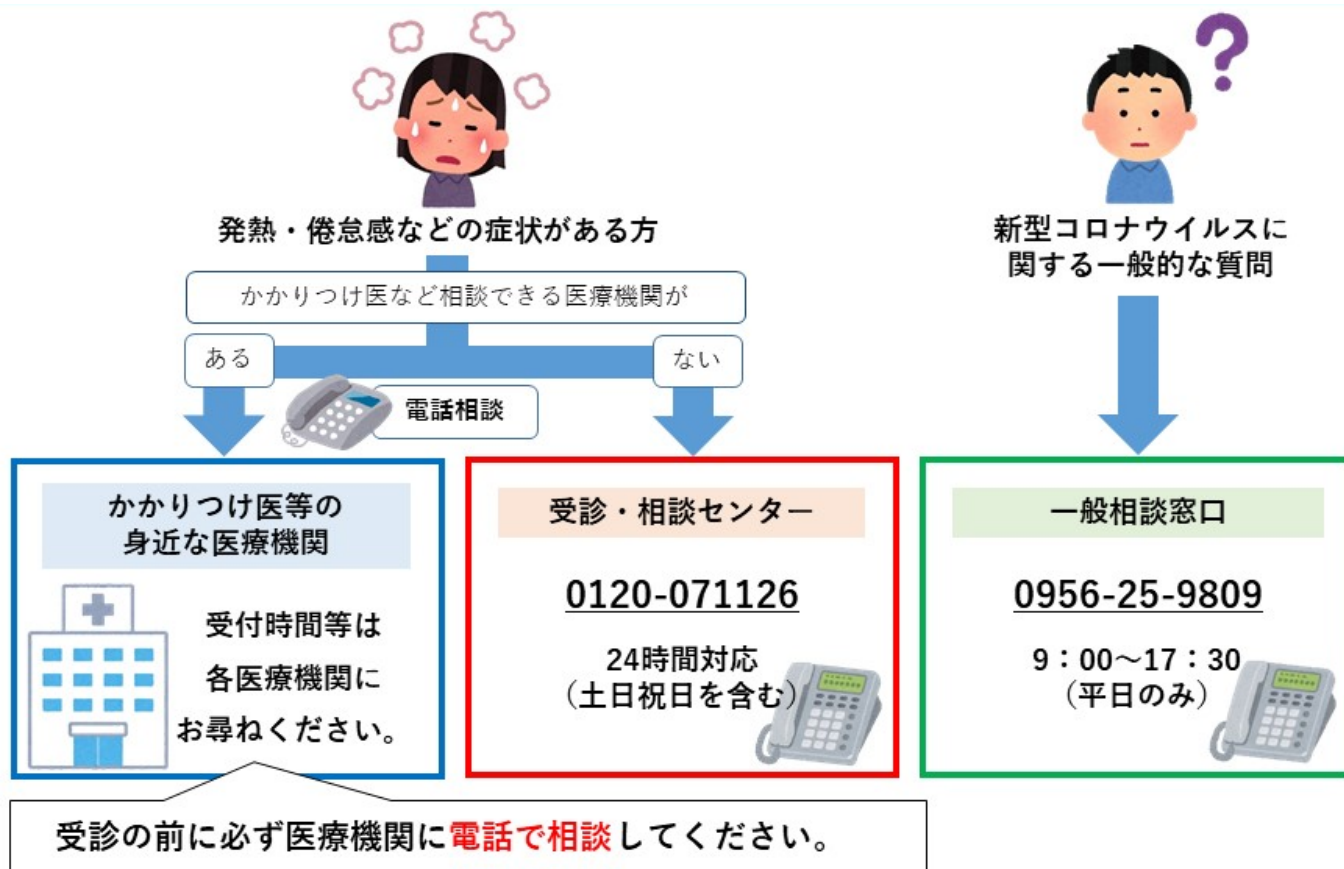 発熱・倦怠感などの症状がある方
かかりつけ医など相談できる医療機関が
ある
ない
電話相談
かかりつけ医等の
身近な医療機関
受付時間等は
各医療機関に
お尋ねください。
受診の前に必ず医療機関に電話で相談してください。
受診・相談センター
0120-071126
24時間対応
（土日祝日を含む）
新型コロナウイルスに
関する一般的な質問
一般相談窓口
0956-25-9809
9：00～17：30
（平日のみ）